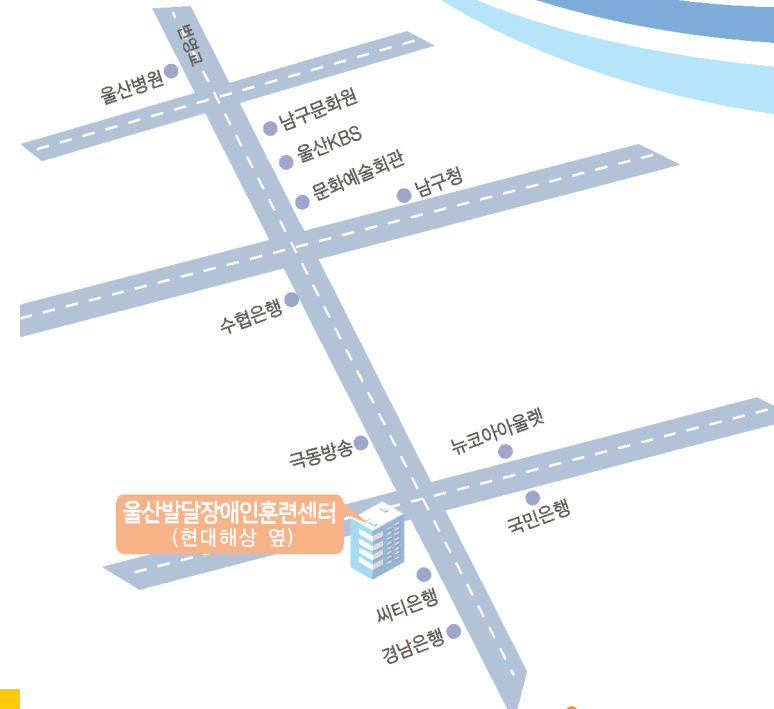 번영교
울산병원
남구문화원
울산KBS
문화예술회관
남구청
수협은행
뉴코아아울렛
극동방송
울산발달장애인훈련센터
(현대해상 옆)
국민은행
씨티은행
경남은행